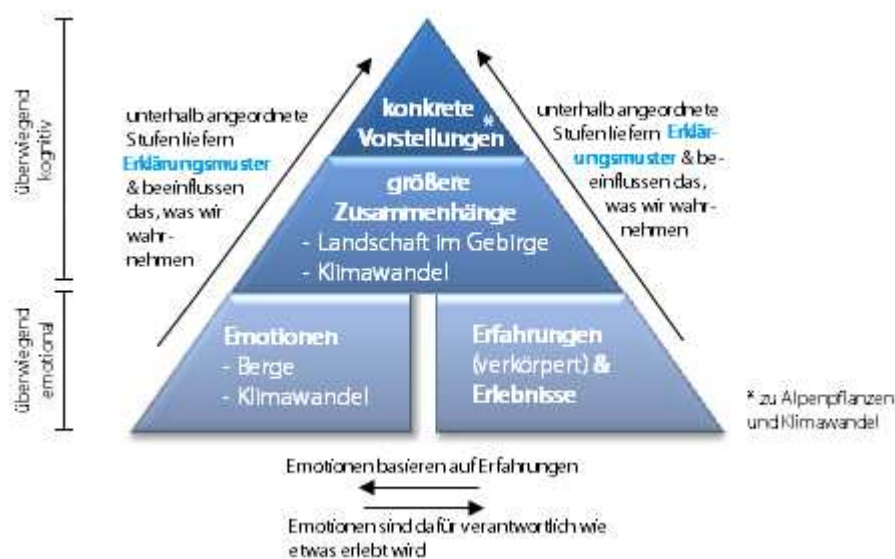 überwiegend
kognitiv
überwiegend
emotional
unterhalb angeordnete
Stufen liefern
Erklärungsmuster
& beeinflussen
das, was wir
wahr-
nehmen
konkrete
Vorstellungen*
größere
Zusammenhänge
- Landschaft im Gebirge
- Klimawandel
Emotionen
- Berge
- Klimawandel
Erfahrungen
(verkörpert) &
Erlebnisse
unterhalb angeordnete
Stufen liefern Erklär-
ungsmuster & be-
einflussen das,
was wir wahr-
nehmen
* zu Alpenpflanzen
und Klimawandel
Emotionen basieren auf Erfahrungen
Emotionen sind dafür verantwortlich wie
etwas erlebt wird